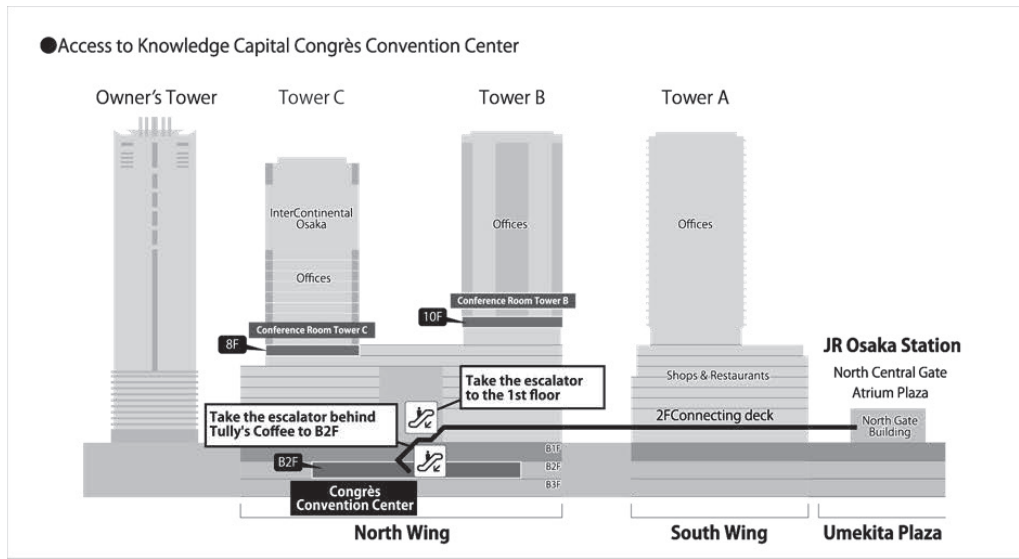 ●Access to Knowledge Capital Congrès Convention Center
Owner's Tower
Tower C
Tower B
Tower A
InterContinental
Osaka
Offices
Offices
Offices
Conference Room Tower B
10F
Conference Room Tower C
8F
JR Osaka Station
North Central Gate
Atrium Plaza
Shops & Restaurants
Take the escalator
to the 1st floor
Take the escalator behind
Tully's Coffee to B2F
2FConnecting deck
North Gate
Building
B1F
B2F
B2F
B3F
Congrès
Convention Center
North Wing
South Wing
Umekita Plaza